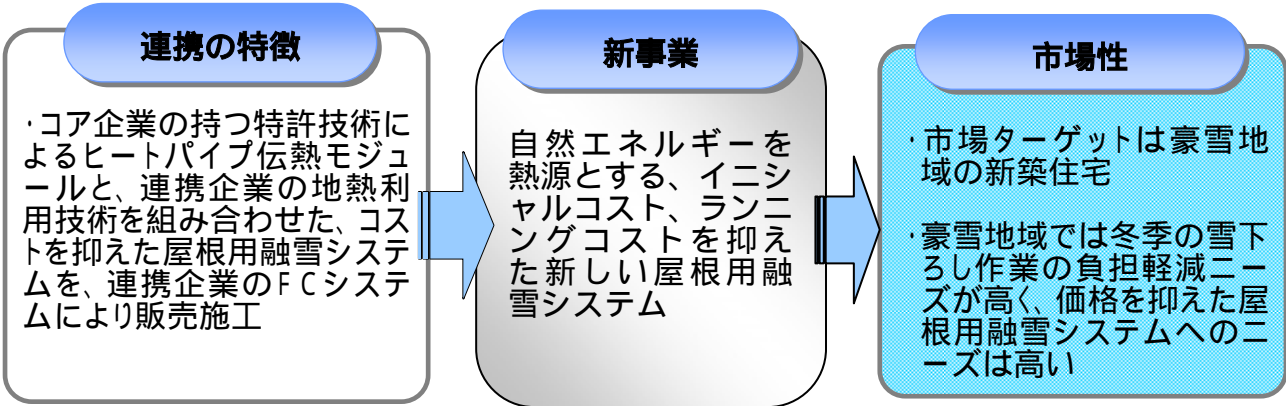 連携の特徴
・コア企業の持つ特許技術に
よるヒートパイプ伝熱モジュ
ールと、連携企業の地熱利
用技術を組み合わせた、コス
トを抑えた屋根用融雪システ
ムを、連携企業のFCシステ
ムにより販売施工
新事業
自然エネルギーを
熱源とする、イニシ
ャルコスト、ランニ
ングコストを抑え
た新しい屋根用融
雪システム
市場性
・市場ターゲットは豪雪地
域の新築住宅
・豪雪地域では冬季の雪下
ろし作業の負担軽減ニー
ズが高く、価格を抑えた屋
根用融雪システムへのニ
ーズは高い